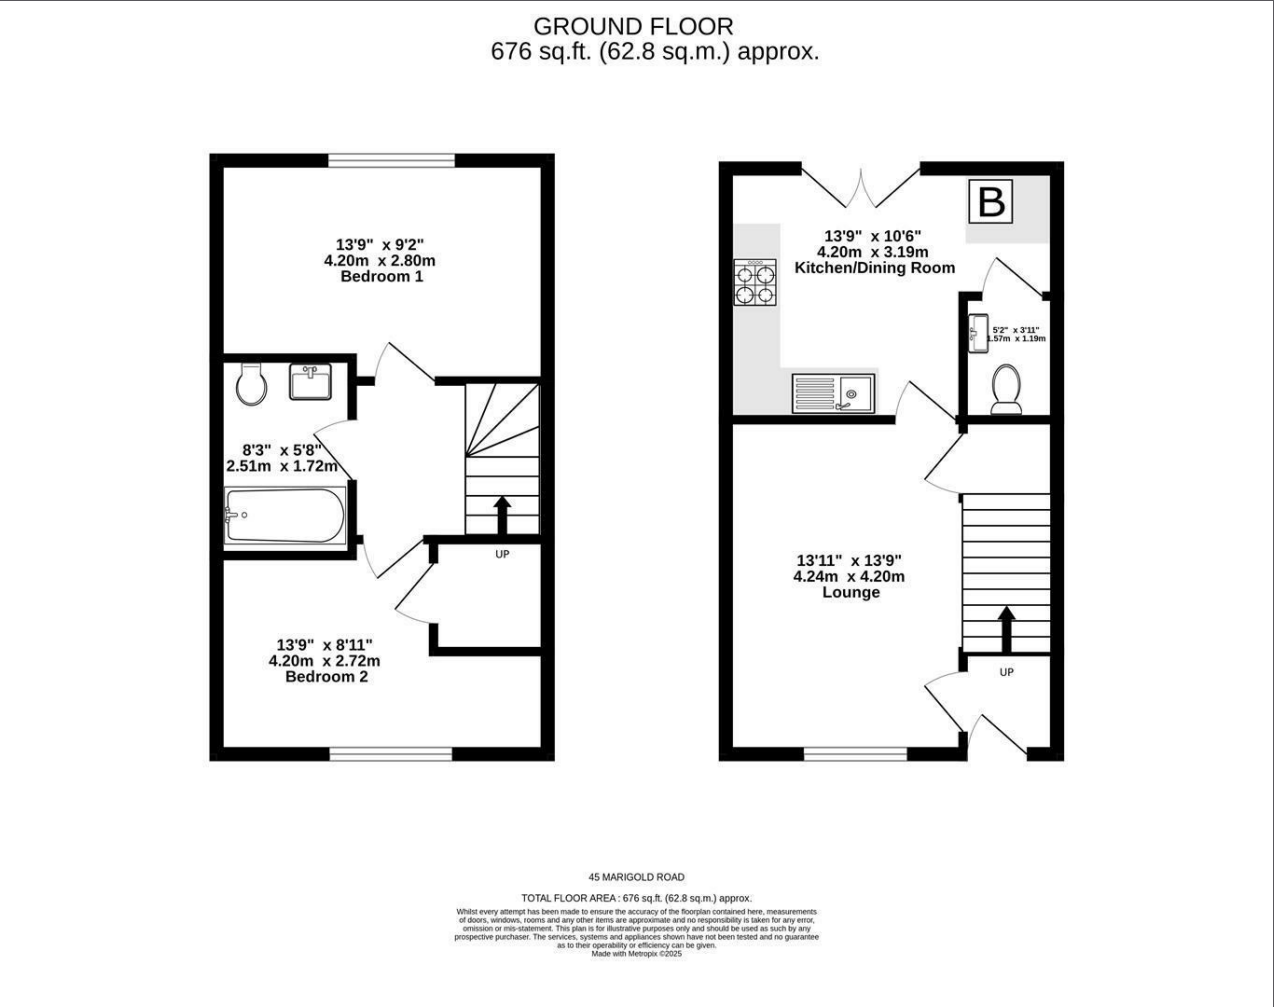 GROUND FLOOR
676 sq.ft. (62.8 sq.m.) approx.
13'9" x 9'2"
4.20m x 2.80m
Bedroom 1
8'3" x 5'8"
2.51m x 1.72m
UP
13'9" x 8'11"
4.20m x 2.72m
Bedroom 2
B
13'9" x 10'6"
4.20m x 3.19m
Kitchen/Dining Room
5'2" x 3'11"
1.57m x 1.19m
13'11" x 13'9"
4.24m x 4.20m
Lounge
UP
45 MARIGOLD ROAD
TOTAL FLOOR AREA : 676 sq.ft. (62.8 sq.m.) approx.
Whilst every attempt has been made to ensure the accuracy of the floorplan contained here, measurements
of doors, windows, rooms and any other items are approximate and no responsibility is taken for any error,
omission or mis-statement. This plan is for illustrative purposes only and should be used as such by any
prospective purchaser. The services, systems and appliances shown have not been tested and no guarantee
as to their operability or efficiency can be given.
Made with Metropix ©2025